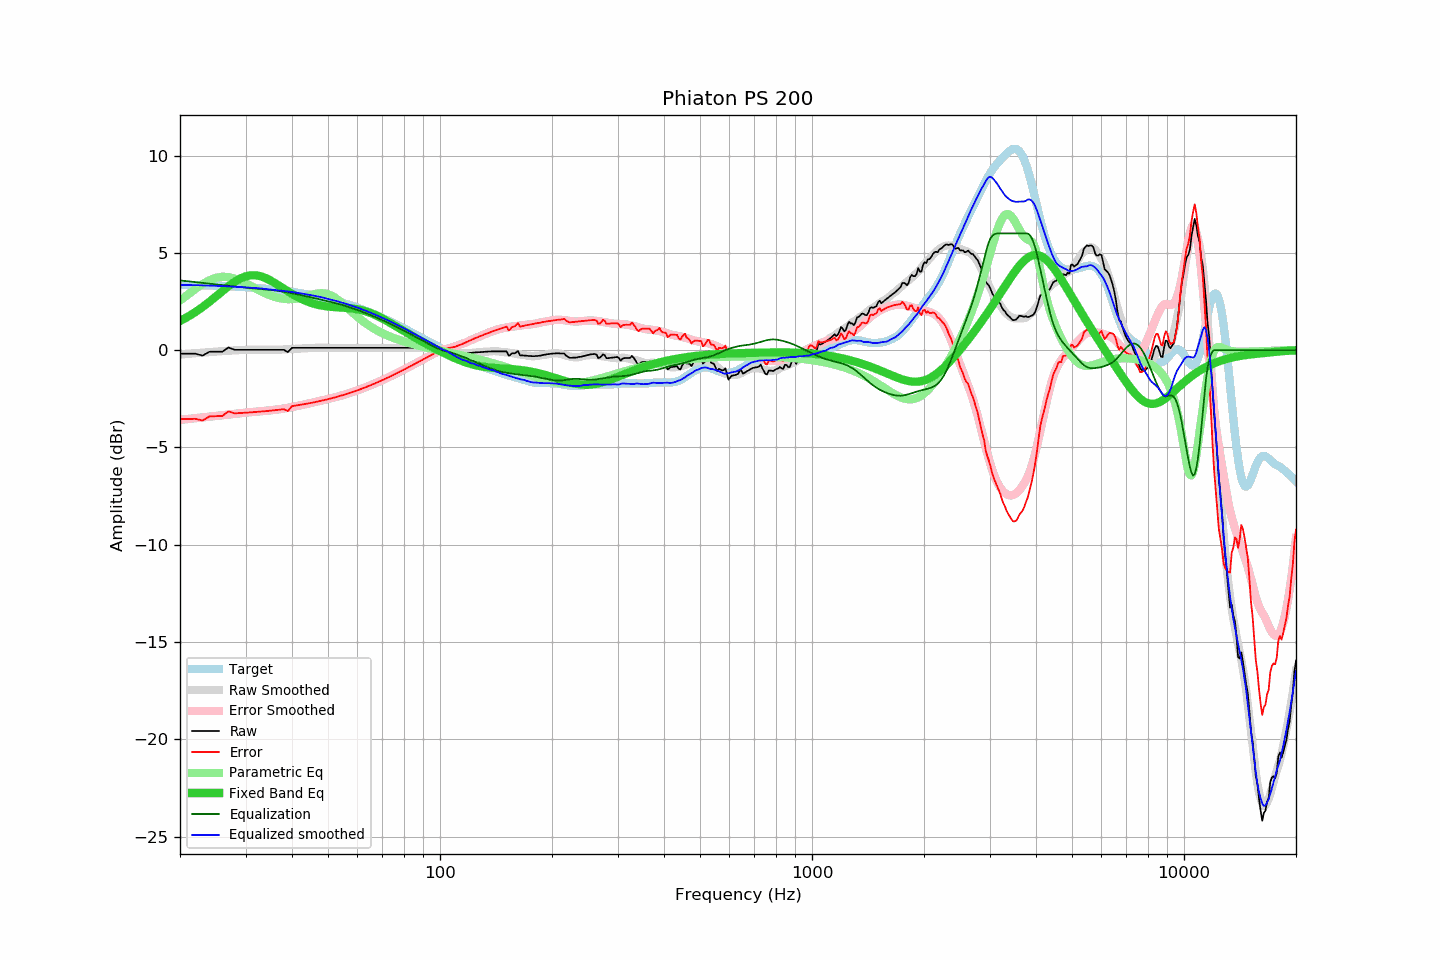 Phiaton PS 200
Amplitude (dBr)
10
5
0
−5
−10
−15
−20
−25
Target
Raw Smoothed
Error Smoothed
Raw
Error
Parametric Eq
Fixed Band Eq
Equalization
Equalized smoothed
100
1000
10000
Frequency (Hz)